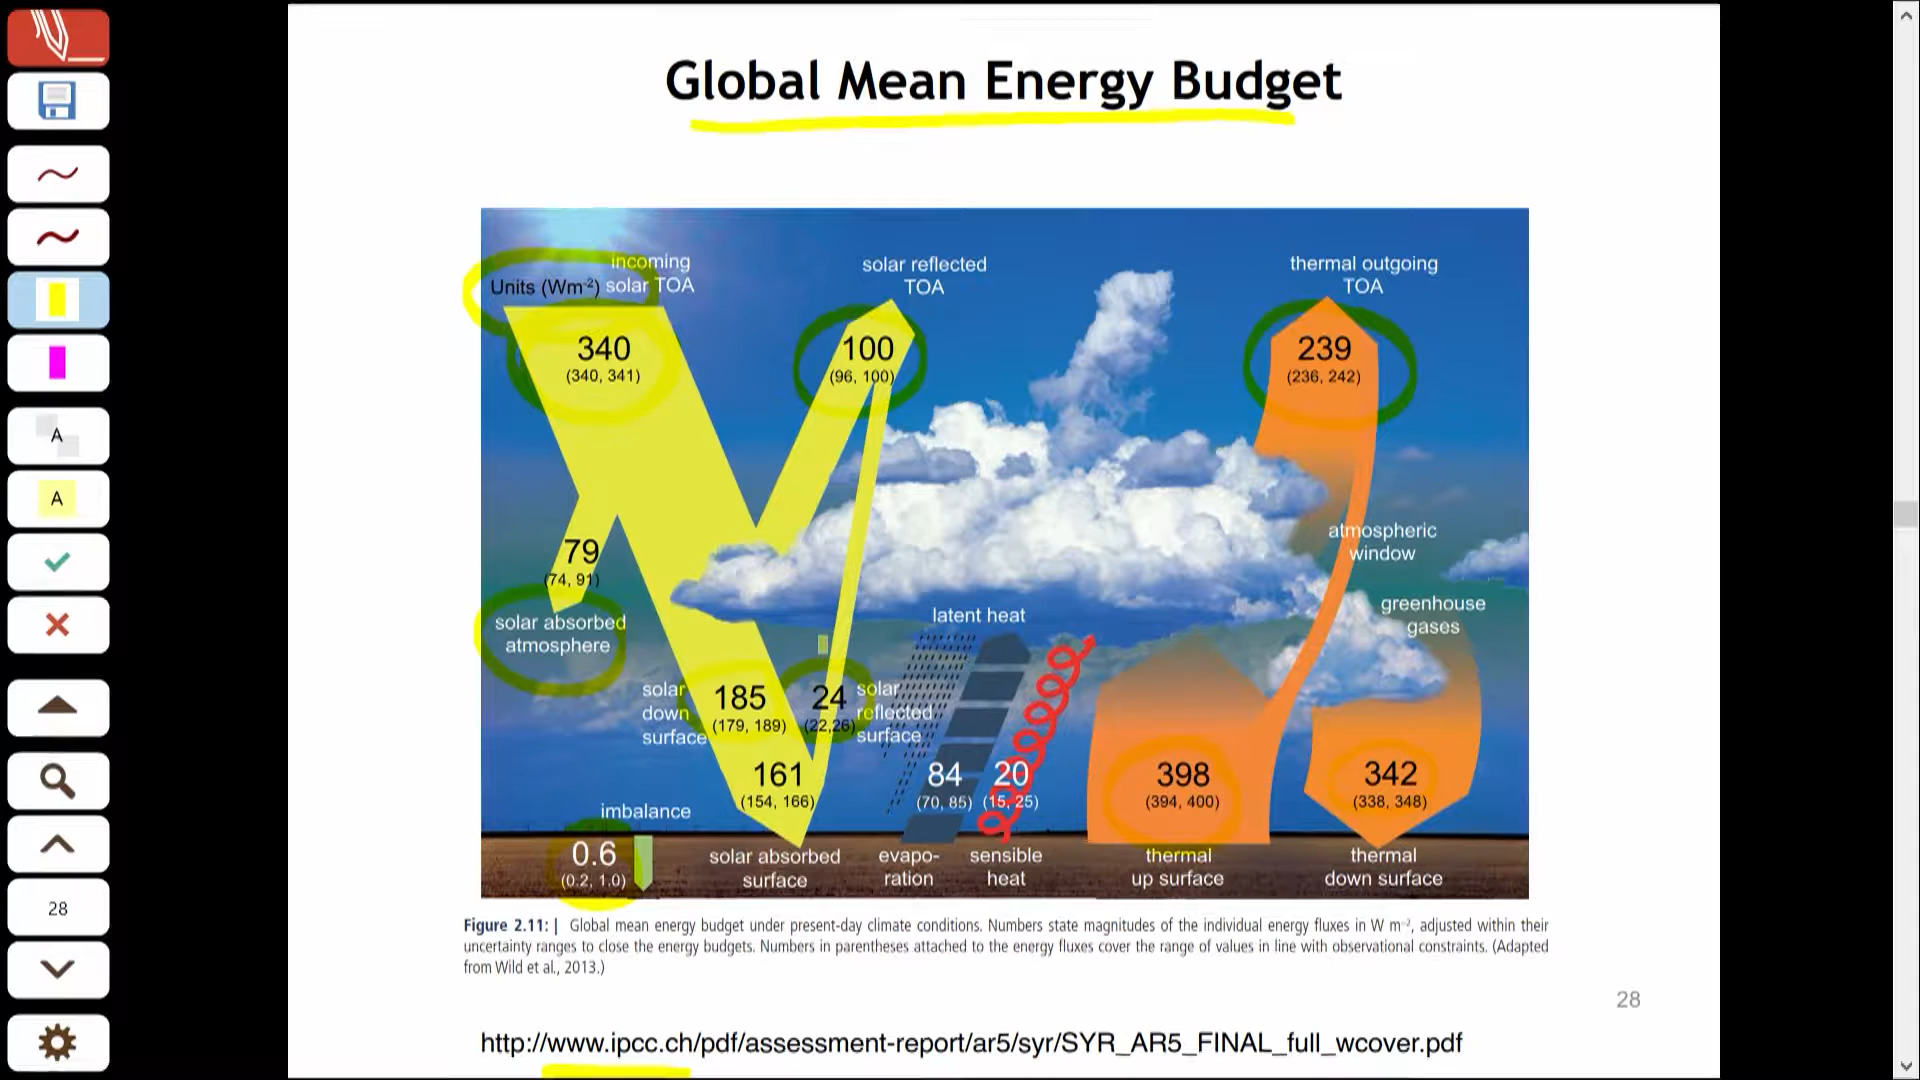 Global Mean Energy Budget
incoming
Units (Wm⁻²) solar TOA
solar reflected
TOA
thermal outgoing
TOA
340
(340, 341)
100
(96, 100)
239
(236, 242)
atmospheric
window
79
(74, 91)
solar absorbed
atmosphere
latent heat
greenhouse
gases
solar
down
surface
185
(179, 189)
24
(22,26)
solar
reflected
surface
161
(154, 166)
84
(70, 85)
20
(15, 25)
398
(394, 400)
342
(338, 348)
imbalance
0.6
(0.2, 1.0)
solar absorbed
surface
evapo-
ration
sensible
heat
thermal
up surface
thermal
down surface
Figure 2.11: | Global mean energy budget under present-day climate conditions. Numbers state magnitudes of the individual energy fluxes in W m⁻², adjusted within their
uncertainty ranges to close the energy budgets. Numbers in parentheses attached to the energy fluxes cover the range of values in line with observational constraints. (Adapted
from Wild et al., 2013.)
28
http://www.ipcc.ch/pdf/assessment-report/ar5/syr/SYR_AR5_FINAL_full_wcover.pdf
A
A
28